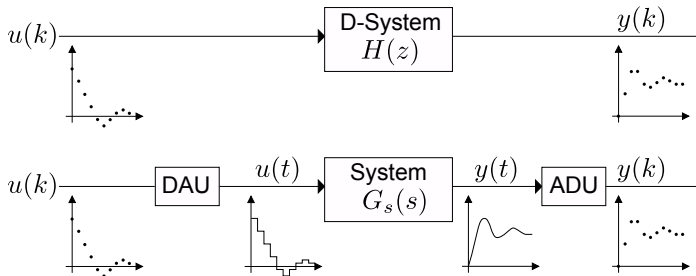 u(k)
D-System
H(z)
y(k)
u(k)
DAU
u(t)
System
G_s(s)
y(t)
ADU
y(k)